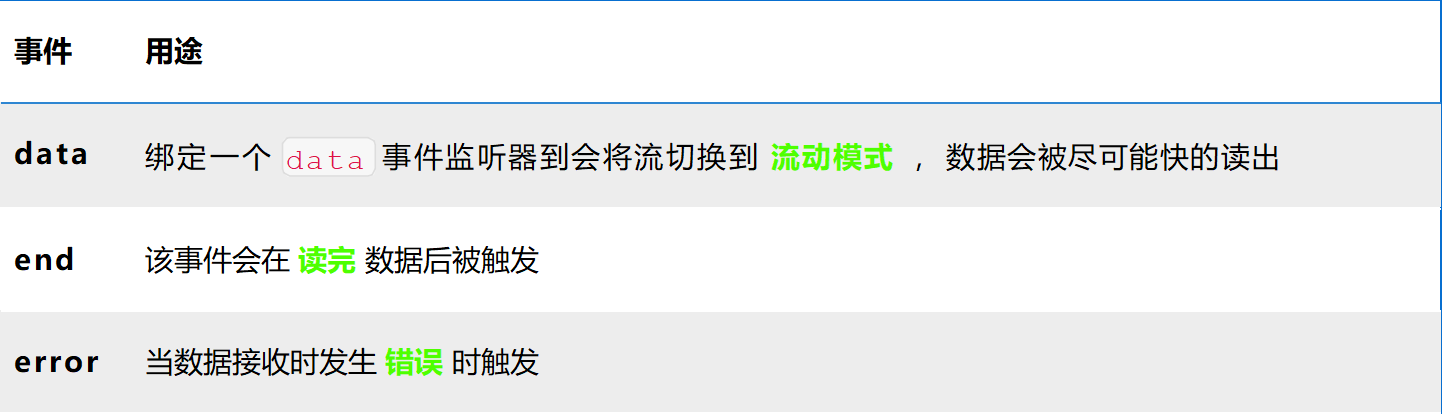 事件 用途
data 绑定一个 data 事件监听器到会将流切换到 流动模式 ，数据会被尽可能快的读出
end 该事件会在 读完 数据后被触发
error 当数据接收时发生 错误 时触发